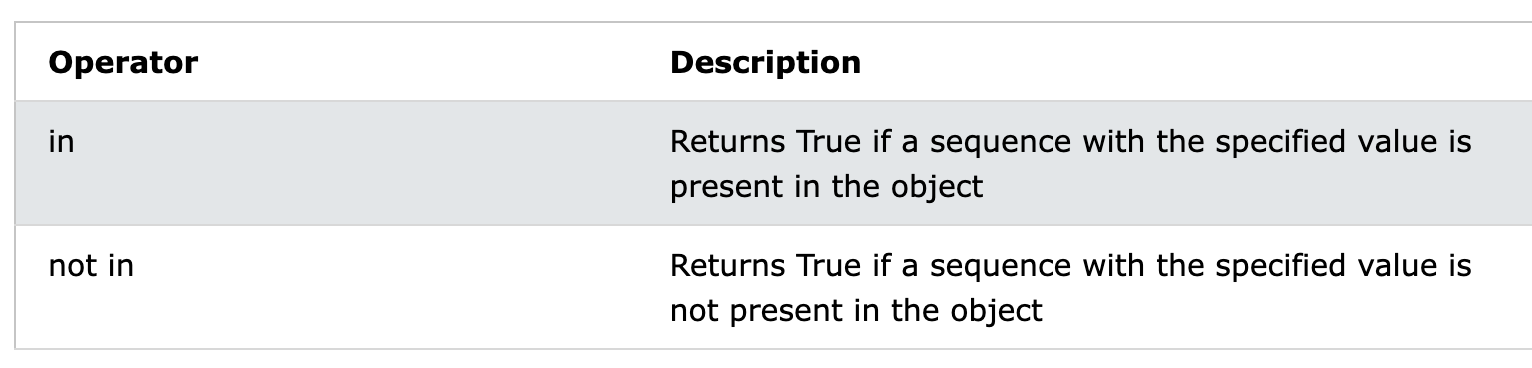 Operator Description
in Returns True if a sequence with the specified value is
present in the object
not in Returns True if a sequence with the specified value is
not present in the object